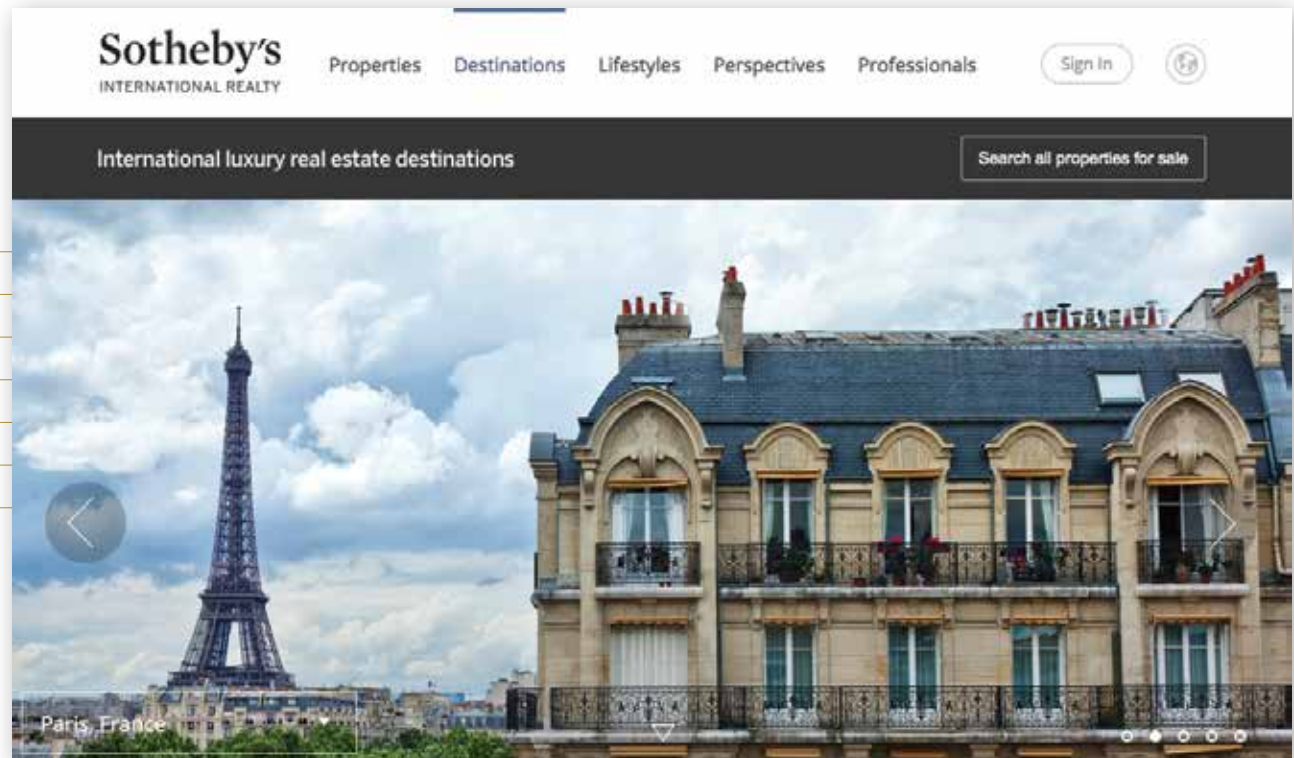 Sotheby's
INTERNATIONAL REALTY
Properties Destinations Lifestyles Perspectives Professionals Sign In
International luxury real estate destinations Search all properties for sale
Paris, France